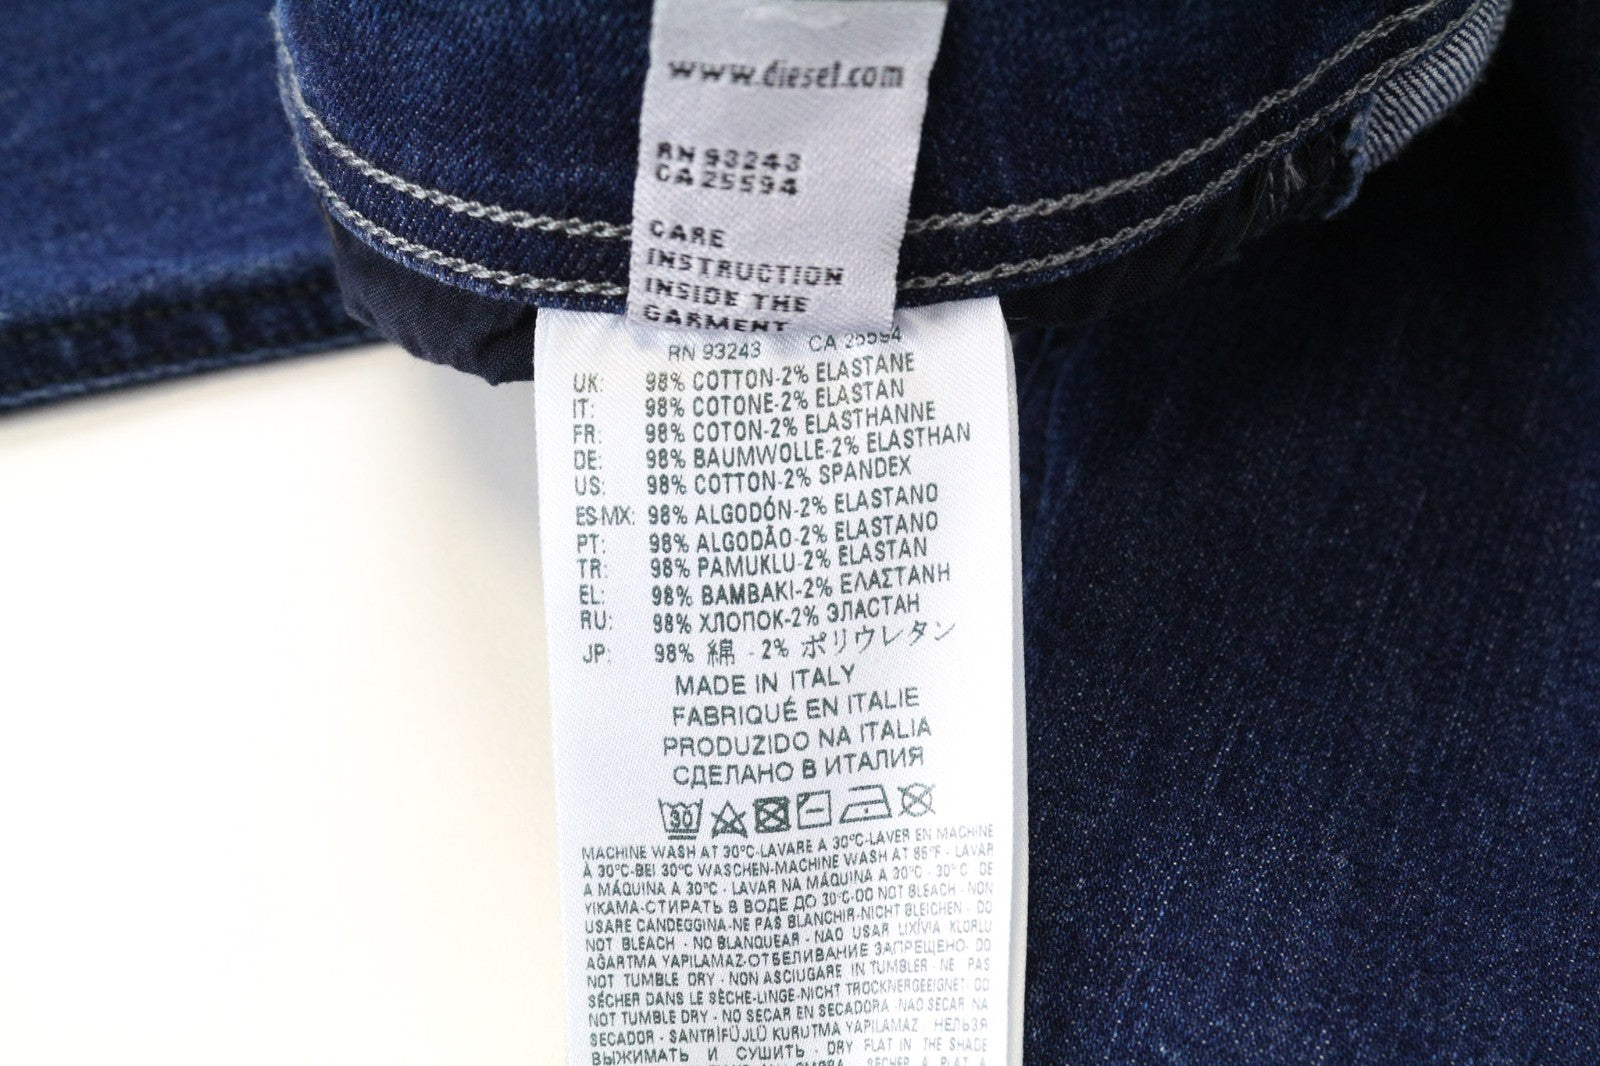 www.diesel.com
RN 93243
CA 25594
CARE
INSTRUCTION
INSIDE THE
GARMENT
RN 93243 CA 25594
UK: 98% COTTON-2% ELASTANE
IT: 98% COTONE-2% ELASTAN
FR: 98% COTON-2% ELASTHANNE
DE: 98% BAUMWOLLE-2% ELASTHAN
US: 98% COTTON-2% SPANDEX
ES-MX: 98% ALGODÓN-2% ELASTANO
PT: 98% ALGODÃO-2% ELASTANO
TR: 98% PAMUKLU-2% ELASTAN
EL: 98% BAMBAKI-2% ΕΛΑΣΤΑΝΗ
RU: 98% ХЛОПОК-2% ЭЛАСТАН
JP: 98% 綿 - 2% ポリウレタン
MADE IN ITALY
FABRIQUÉ EN ITALIE
PRODUZIDO NA ITALIA
СДЕЛАНО В ИТАЛИЯ
30
MACHINE WASH AT 30°C-LAVARE A 30°C-LAVER EN MACHINE
À 30°C-BEI 30°C WASCHEN-MACHINE WASH AT 86°F - LAVAR
A MÁQUINA A 30°C - LAVAR NA MÁQUINA A 30°C - 30°C DE
YIKAMA-СТИРАТЬ В ВОДЕ ДО 30°C-DO NOT BLEACH - NON
USARE CANDEGGINA-NE PAS BLANCHIR-NICHT BLEICHEN - DO
NOT BLEACH - NO BLANQUEAR - NAO USAR LIXÍVIA KLORLU
AĞARTMA YAPILAMAZ-ОТБЕЛИВАНИЕ ЗАПРЕЩЕНО- DO
NOT TUMBLE DRY - NON ASCIUGARE IN TUMBLER - NE PAS
SÉCHER DANS LE SÈCHE-LINGE-NICHT TROCKNERGEEIGNET- DO
NOT TUMBLE DRY - NO SECAR EN SECADORA - NAO SECAR NA
SECADOR - SANTRİFÜJLÜ KURUTMA YAPILAMAZ - НЕЛЬЗЯ
ВЫЖИМАТЬ И СУШИТЬ - DRY FLAT IN THE SHADE
SÉCHER A PLAT A